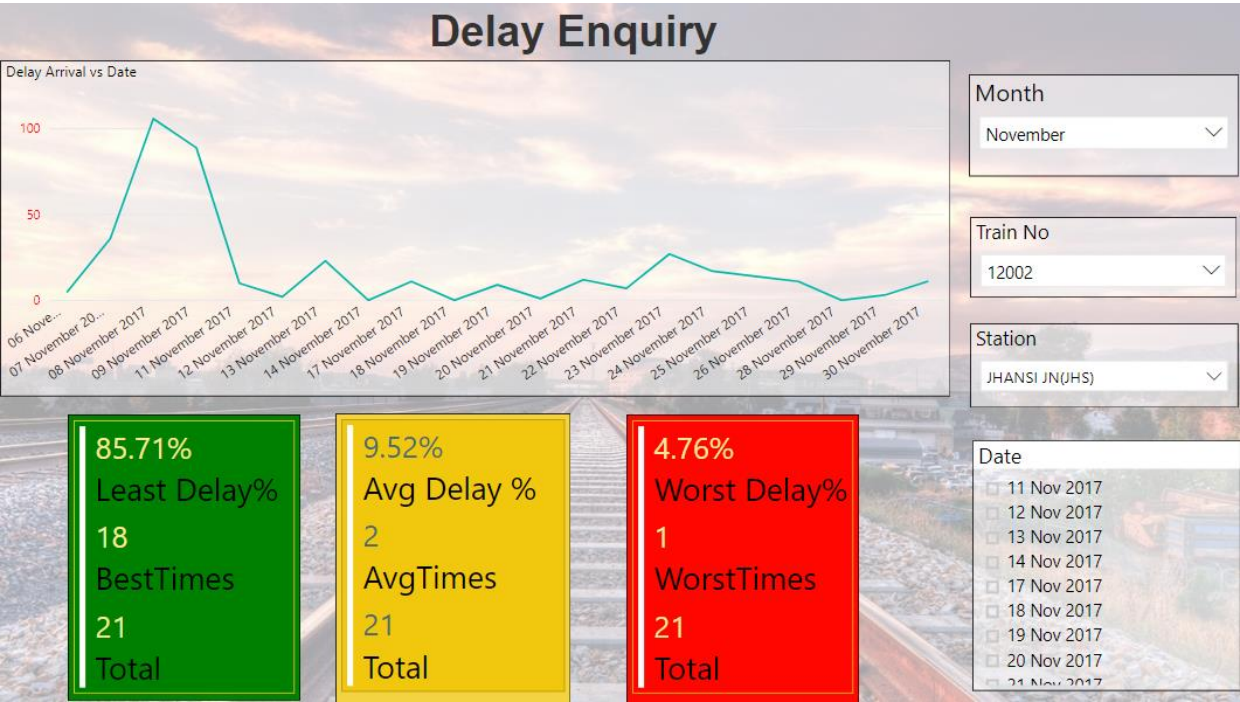 Delay Enquiry
Delay Arrival vs Date
100
50
0
06 Nove...
07 November 20...
08 November 2017
09 November 2017
11 November 2017
12 November 2017
13 November 2017
14 November 2017
17 November 2017
18 November 2017
19 November 2017
20 November 2017
21 November 2017
22 November 2017
23 November 2017
24 November 2017
25 November 2017
26 November 2017
28 November 2017
29 November 2017
30 November 2017
Month
November
Train No
12002
Station
JHANSI JN(JHS)
85.71%
Least Delay%
18
BestTimes
21
Total
9.52%
Avg Delay %
2
AvgTimes
21
Total
4.76%
Worst Delay%
1
WorstTimes
21
Total
Date
11 Nov 2017
12 Nov 2017
13 Nov 2017
14 Nov 2017
17 Nov 2017
18 Nov 2017
19 Nov 2017
20 Nov 2017
21 Nov 2017